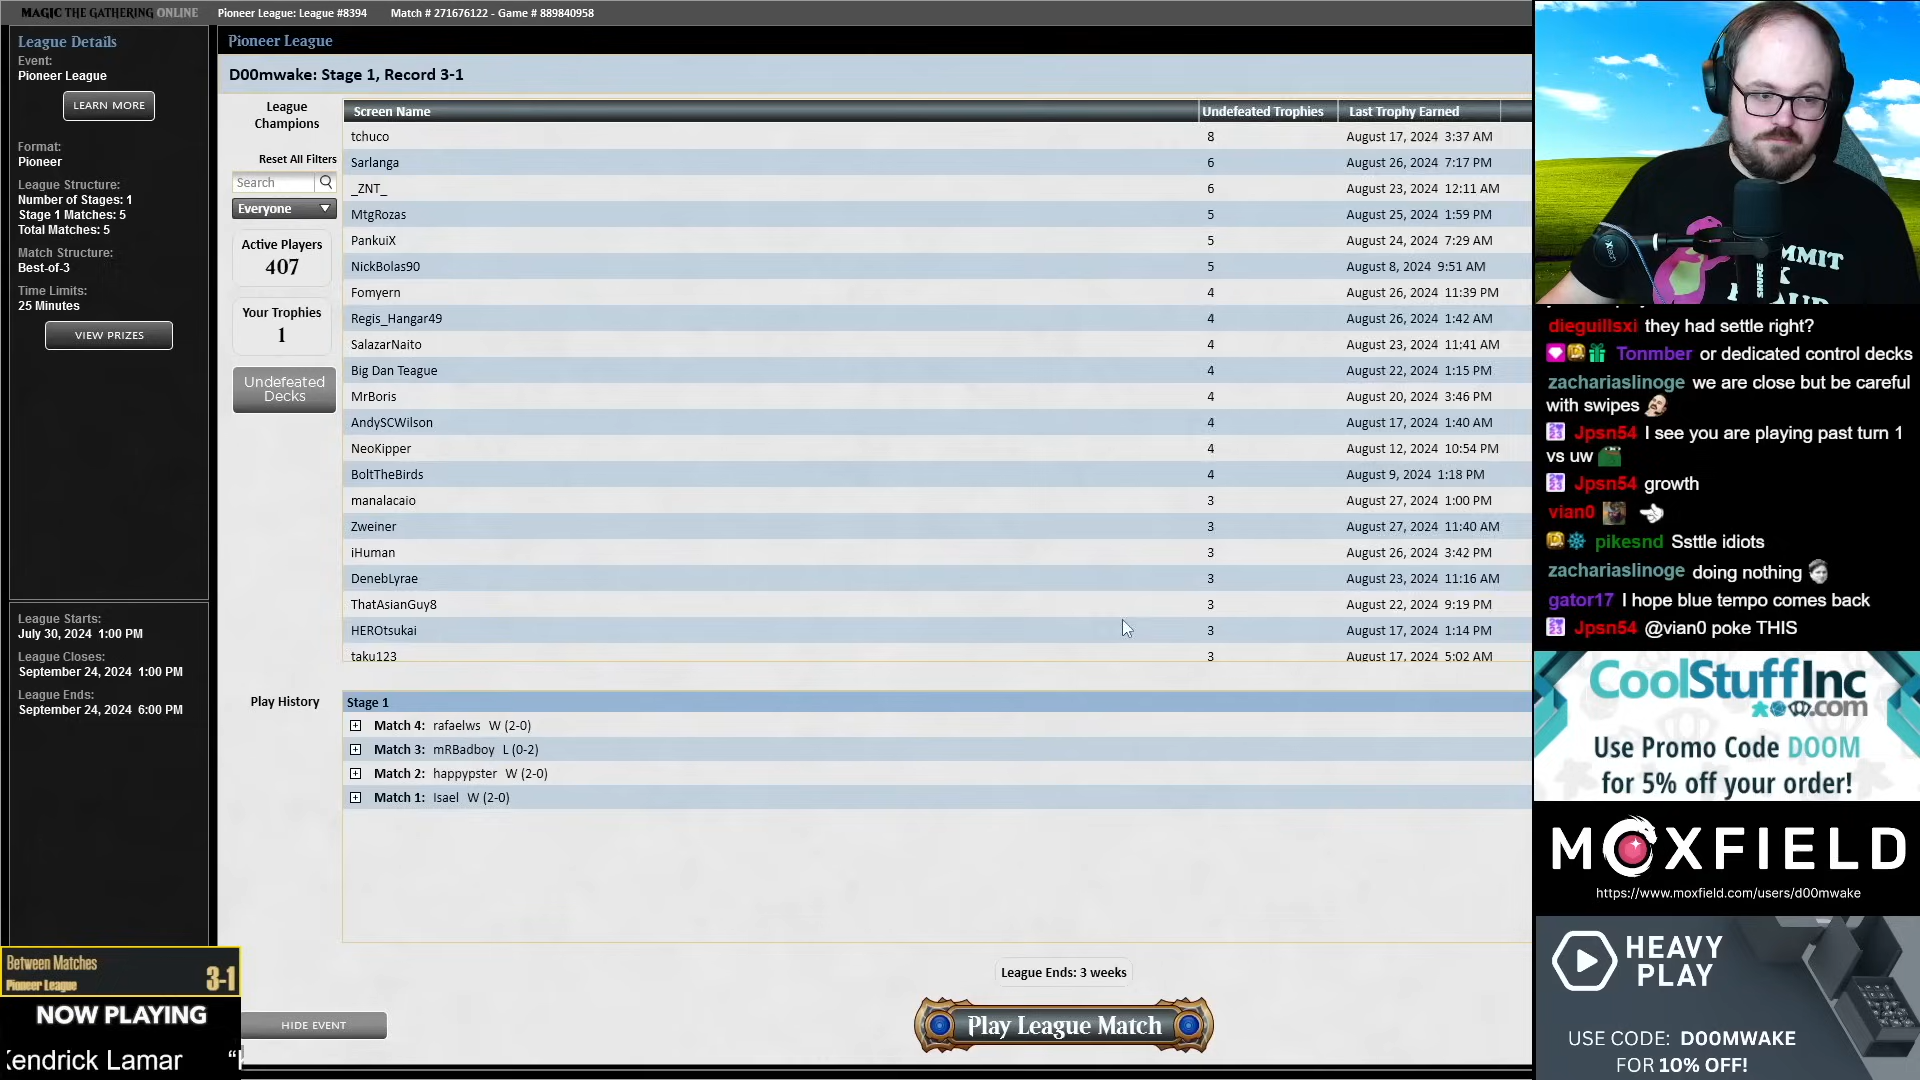 MAGIC THE GATHERING ONLINE
Pioneer League: League #8394
Match # 271676122 - Game # 889840958
League Details
Event:
Pioneer League
LEARN MORE
Format:
Pioneer
League Structure:
Number of Stages: 1
Stage 1 Matches: 5
Total Matches: 5
Match Structure:
Best-of-3
Time Limits:
25 Minutes
VIEW PRIZES
League Starts:
July 30, 2024 1:00 PM
League Closes:
September 24, 2024 1:00 PM
League Ends:
September 24, 2024 6:00 PM
Between Matches
Pioneer League
3-1
NOW PLAYING
Kendrick Lamar
Pioneer League
D00mwake: Stage 1, Record 3-1
League
Champions
Reset All Filters
Search
Everyone
Active Players
407
Your Trophies
1
Undefeated
Decks
Screen Name Undefeated Trophies Last Trophy Earned
tchuco 8 August 17, 2024 3:37 AM
Sarlanga 6 August 26, 2024 7:17 PM
_ZNT_ 6 August 23, 2024 12:11 AM
MtgRozas 5 August 25, 2024 1:59 PM
PankuiX 5 August 24, 2024 7:29 AM
NickBolas90 5 August 8, 2024 9:51 AM
Fomyern 4 August 26, 2024 11:39 PM
Regis_Hangar49 4 August 26, 2024 1:42 AM
SalazarNaito 4 August 23, 2024 11:41 AM
Big Dan Teague 4 August 22, 2024 1:15 PM
MrBoris 4 August 20, 2024 3:46 PM
AndySCWilson 4 August 17, 2024 1:40 AM
NeoKipper 4 August 12, 2024 10:54 PM
BoltTheBirds 4 August 9, 2024 1:18 PM
manalacaio 3 August 27, 2024 1:00 PM
Zweiner 3 August 27, 2024 11:40 AM
iHuman 3 August 26, 2024 3:42 PM
DenebLyrae 3 August 23, 2024 11:16 AM
ThatAsianGuy8 3 August 22, 2024 9:19 PM
HEROtsukai 3 August 17, 2024 1:14 PM
taku123 3 August 17, 2024 5:02 AM
Play History
Stage 1
Match 4: rafaelws W (2-0)
Match 3: mRBadboy L (0-2)
Match 2: happypster W (2-0)
Match 1: Isael W (2-0)
League Ends: 3 weeks
HIDE EVENT
Play League Match
SHURE
dieguillsxi they had settle right?
Tonmber or dedicated control decks
zachariaslinoge we are close but be careful
with swipes
Jpsn54 I see you are playing past turn 1
vs uw
Jpsn54 growth
vian0
pikesnd Ssttle idiots
zachariaslinoge doing nothing
gator17 I hope blue tempo comes back
Jpsn54 @vian0 poke THIS
CoolStuffInc
.com
Use Promo Code DOOM
for 5% off your order!
MOXFIELD
https://www.moxfield.com/users/d00mwake
HEAVY
PLAY
USE CODE: D00MWAKE
FOR 10% OFF!